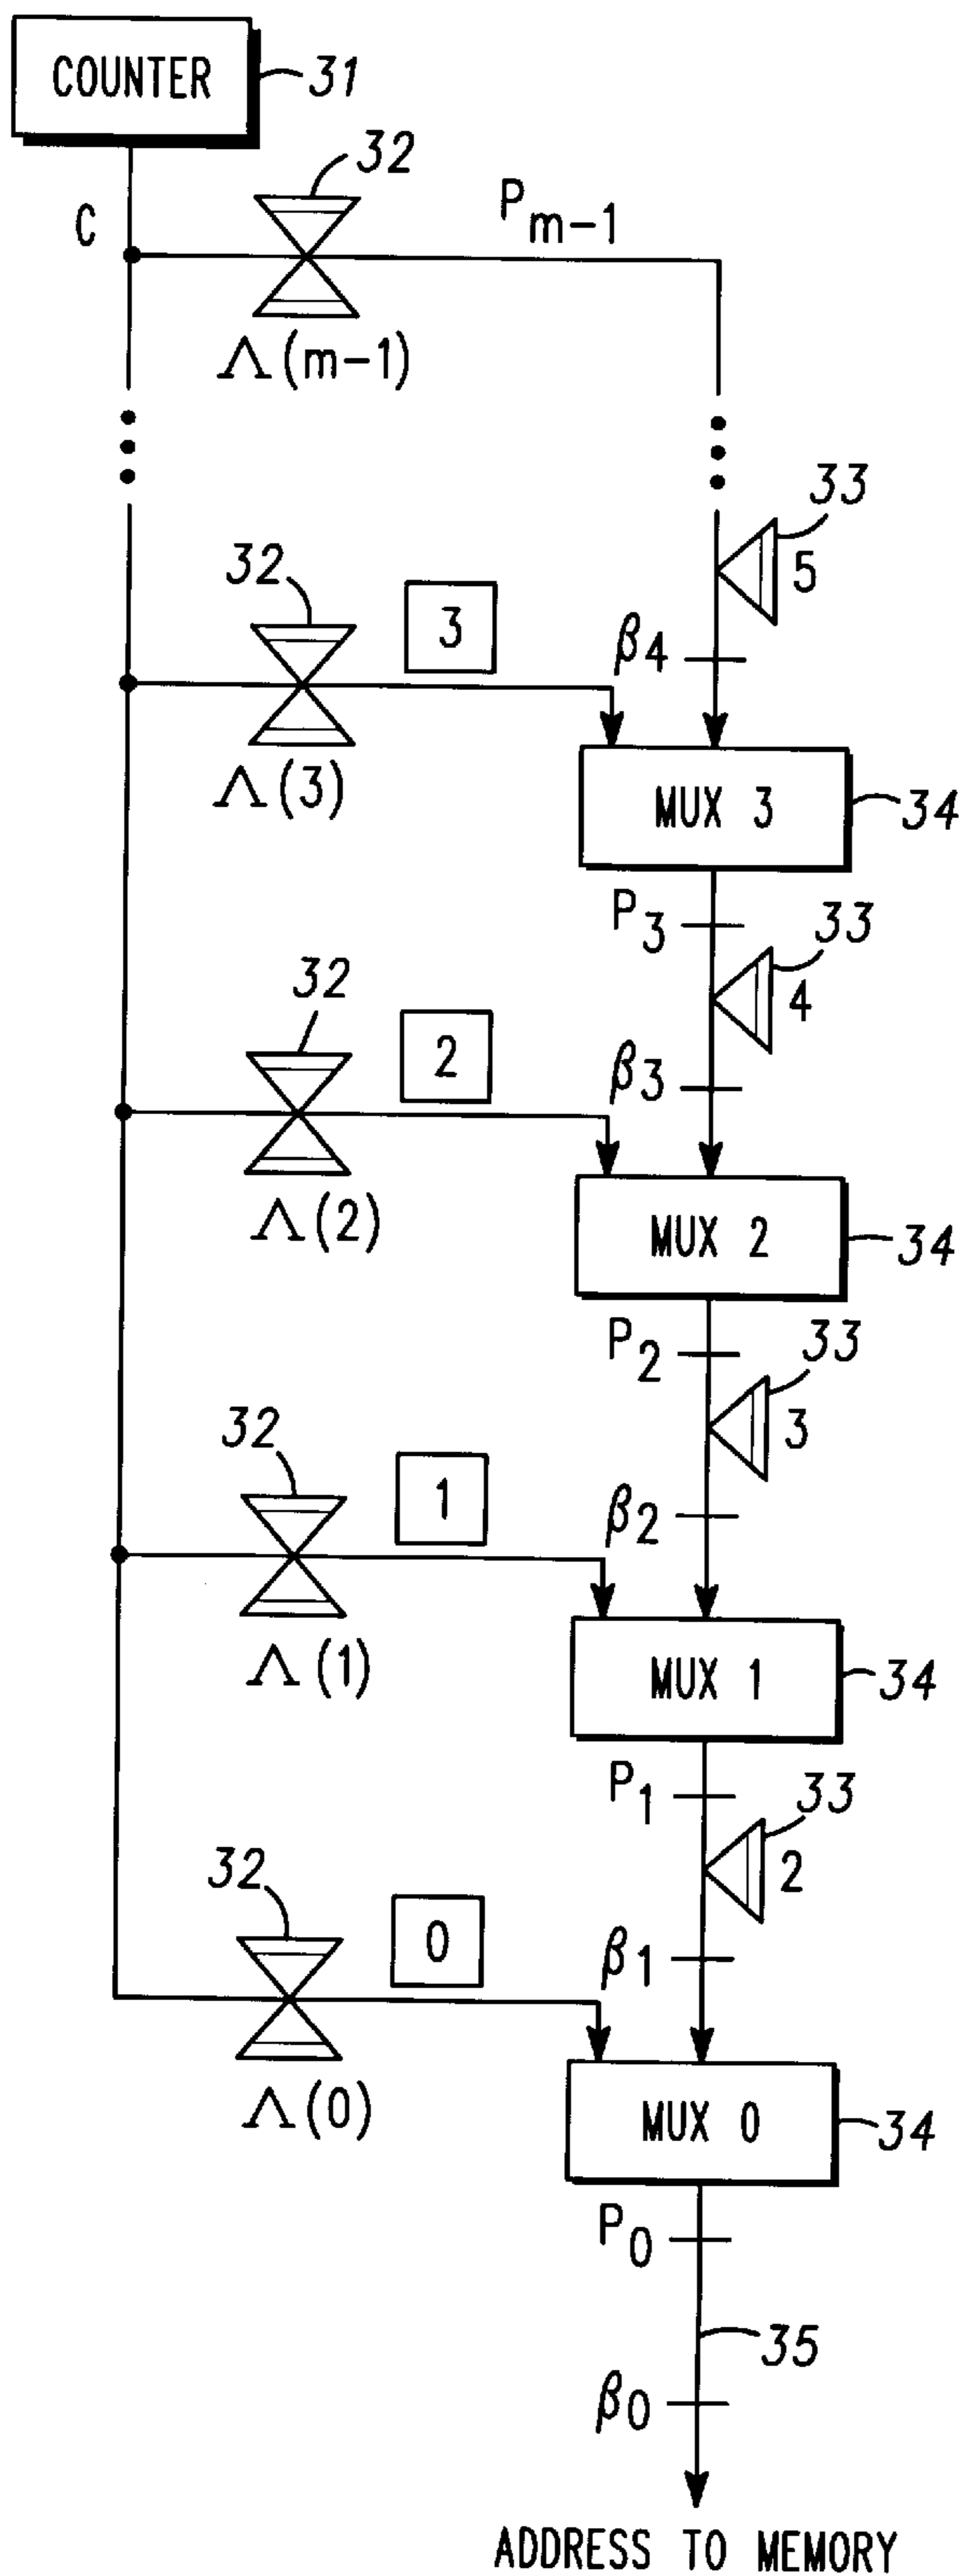 COUNTER
31
32
C
P m-1
Λ(m-1)
33
5
32
3
β4
Λ(3)
MUX 3
34
P3
33
4
32
2
β3
Λ(2)
MUX 2
34
P2
33
3
32
1
β2
Λ(1)
MUX 1
34
P1
33
2
32
0
β1
Λ(0)
MUX 0
34
P0
35
β0
ADDRESS TO MEMORY